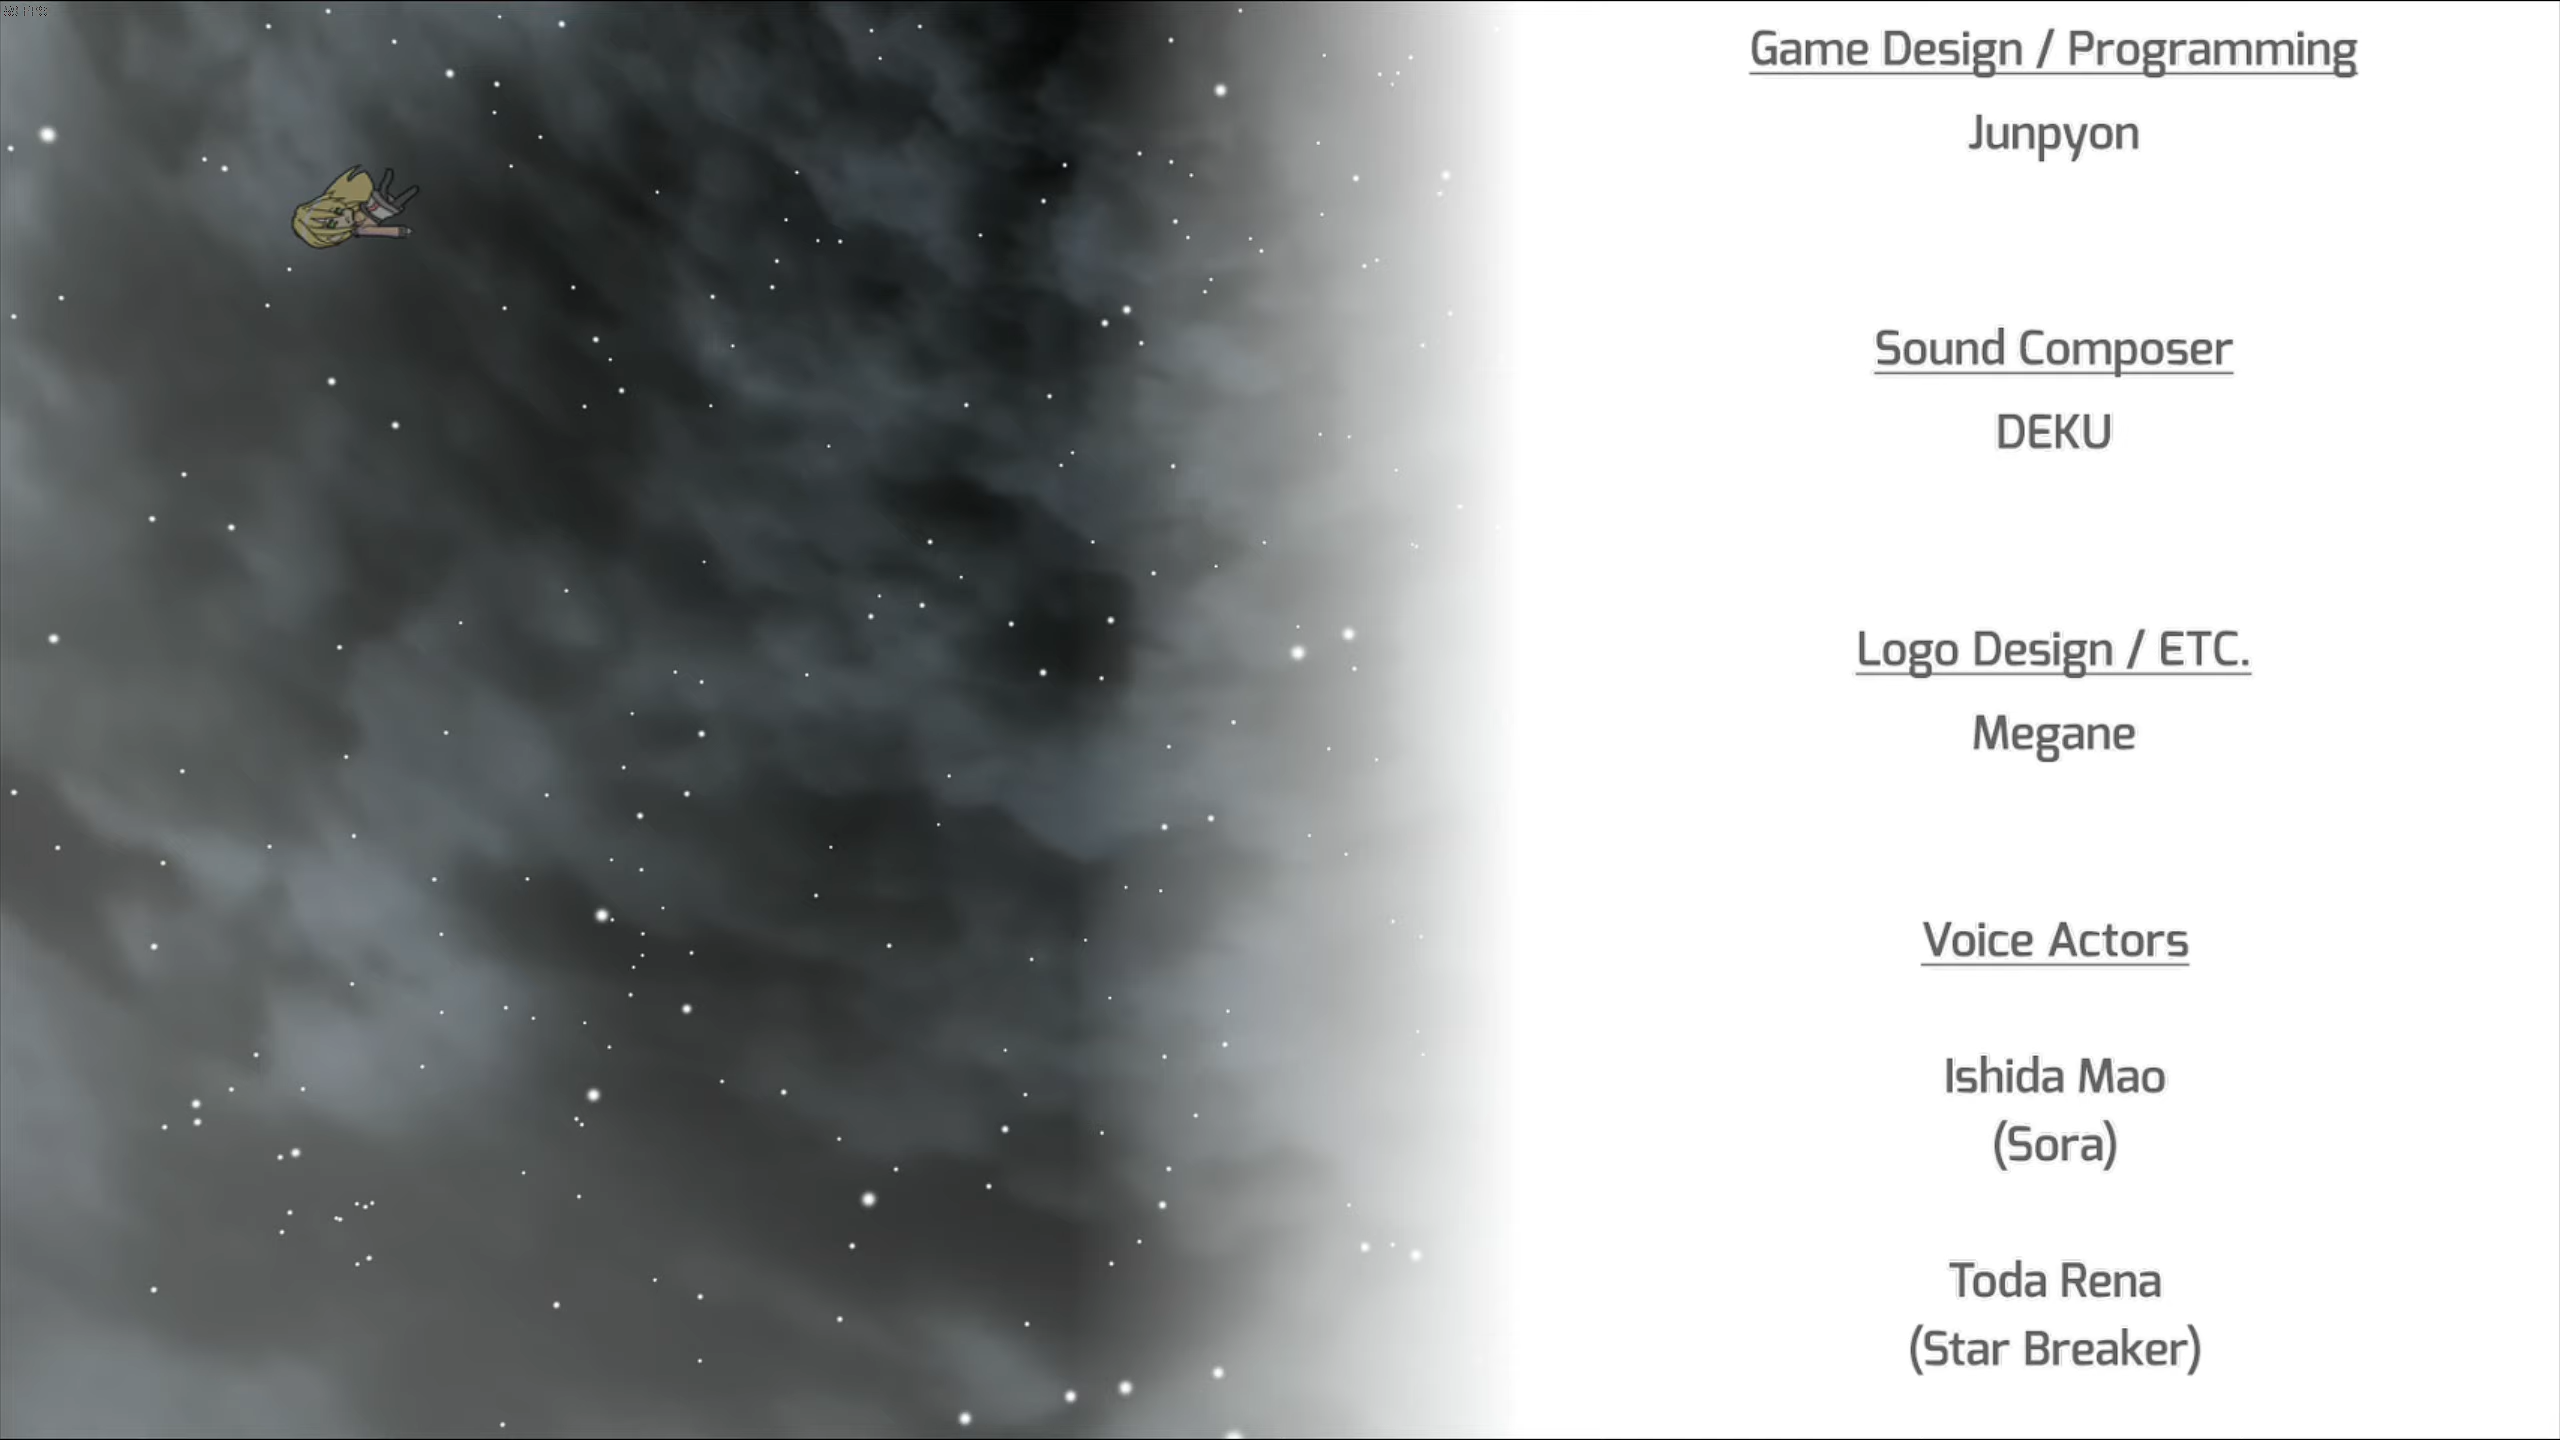 Game Design / Programming
Junpyon
Sound Composer
DEKU
Logo Design / ETC.
Megane
Voice Actors
Ishida Mao
(Sora)
Toda Rena
(Star Breaker)